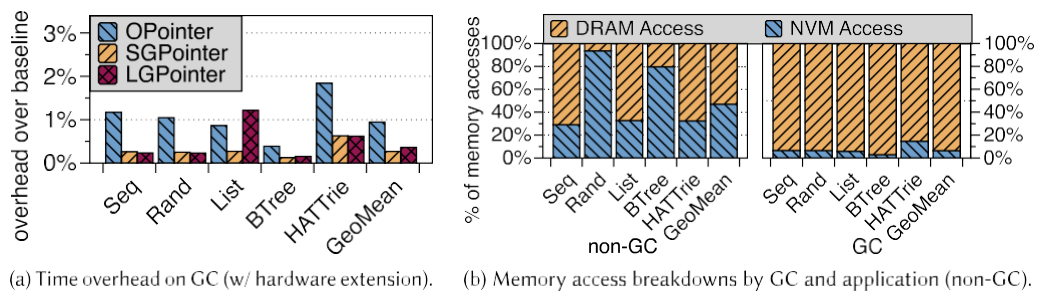 overhead over baseline
3%
2%
1%
0%
OPointer
SGPointer
LGPointer
Seq
Rand
List
BTree
HATTrie
GeoMean
(a) Time overhead on GC (w/ hardware extension).
DRAM Access
NVM Access
% of memory accesses
100%
80%
60%
40%
20%
0%
Seq
Rand
List
BTree
HATTrie
GeoMean
non-GC
100%
80%
60%
40%
20%
0%
Seq
Rand
List
BTree
HATTrie
GeoMean
GC
(b) Memory access breakdowns by GC and application (non-GC).